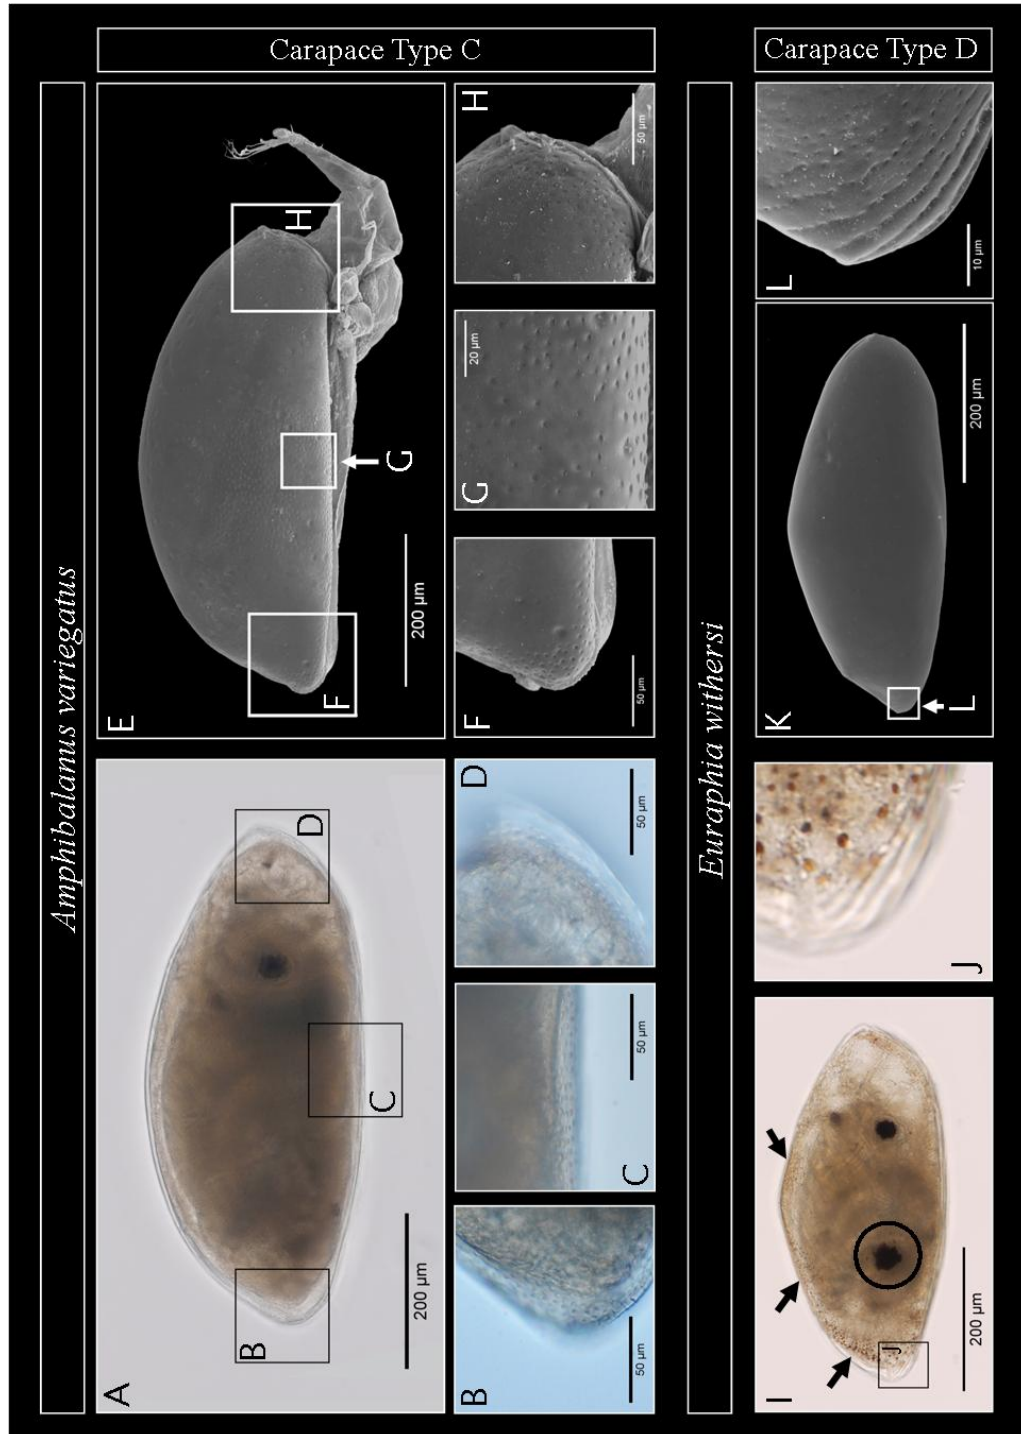 Carapace Type C
Amphibalanus variegatus
A
B
C
D
200 µm
E
F
G
H
200 µm
B
50 µm
C
50 µm
D
50 µm
F
50 µm
G
20 µm
H
50 µm
Carapace Type D
Euraphia withersi
I
J
200 µm
J
K
L
200 µm
L
10 µm